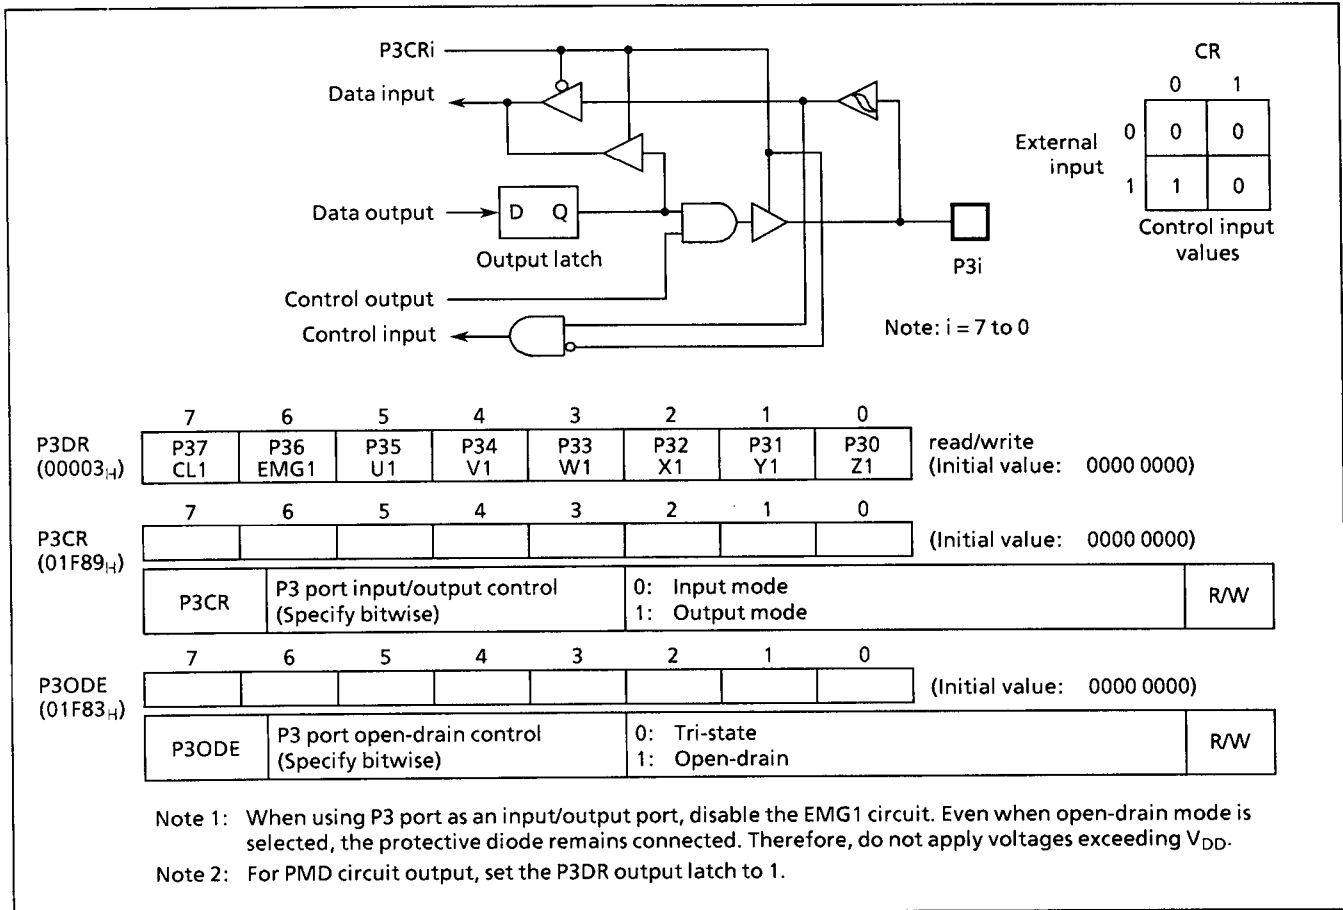 P3CRi
Data input
Data output
D Q
Output latch
Control output
Control input
P3i
Note: i = 7 to 0
CR
0 1
External input
0 0 0
1 1 0
Control input values
7 6 5 4 3 2 1 0
P3DR (00003H)
P37 CL1 P36 EMG1 P35 U1 P34 V1 P33 W1 P32 X1 P31 Y1 P30 Z1
read/write
(Initial value: 0000 0000)
7 6 5 4 3 2 1 0
P3CR (01F89H)
(Initial value: 0000 0000)
P3CR
P3 port input/output control
(Specify bitwise)
0: Input mode
1: Output mode
R/W
7 6 5 4 3 2 1 0
P3ODE (01F83H)
(Initial value: 0000 0000)
P3ODE
P3 port open-drain control
(Specify bitwise)
0: Tri-state
1: Open-drain
R/W
Note 1: When using P3 port as an input/output port, disable the EMG1 circuit. Even when open-drain mode is
selected, the protective diode remains connected. Therefore, do not apply voltages exceeding VDD.
Note 2: For PMD circuit output, set the P3DR output latch to 1.